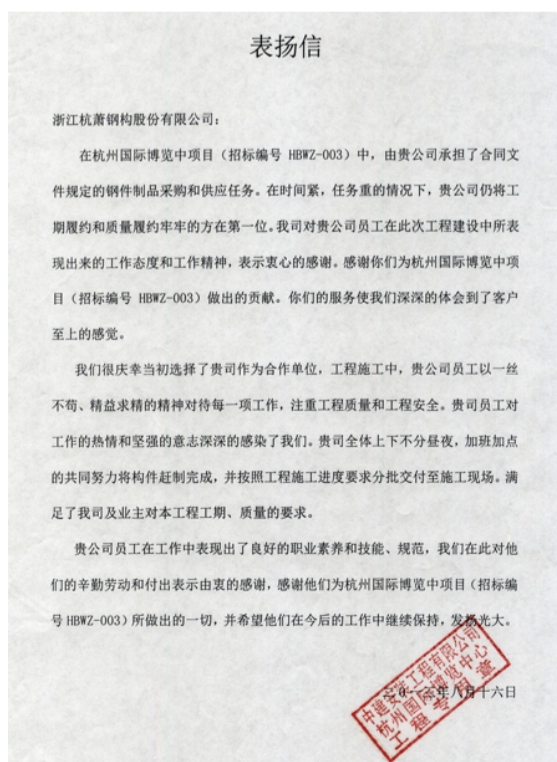 表扬信
浙江杭萧钢构股份有限公司：
在杭州国际博览中项目（招标编号 HBWZ-003）中，由贵公司承担了合同文
件规定的钢件制品采购和供应任务。在时间紧，任务重的情况下，贵公司仍将工
期履约和质量履约牢牢的方在第一位。我司对贵公司员工在此次工程建设中所表
现出来的工作态度和工作精神，表示衷心的感谢。感谢你们为杭州国际博览中项
目（招标编号 HBWZ-003）做出的贡献。你们的服务使我们深深的体会到了客户
至上的感觉。
我们很庆幸当初选择了贵司作为合作单位，工程施工中，贵公司员工以一丝
不苟、精益求精的精神对待每一项工作，注重工程质量和工程安全。贵司员工对
工作的热情和坚强的意志深深的感染了我们。贵司全体上下不分昼夜，加班加点
的共同努力将构件赶制完成，并按照工程施工进度要求分批交付至施工现场。满
足了我司及业主对本工程工期、质量的要求。
贵公司员工在工作中表现出了良好的职业素养和技能、规范，我们在此对他
们的辛勤劳动和付出表示由衷的感谢，感谢他们为杭州国际博览中项目（招标编
号 HBWZ-003）所做出的一切，并希望他们在今后的工作中继续保持，发扬光大。
二〇一三年八月十六日
中建安装工程有限公司
杭州国际博览中心
工程专用章